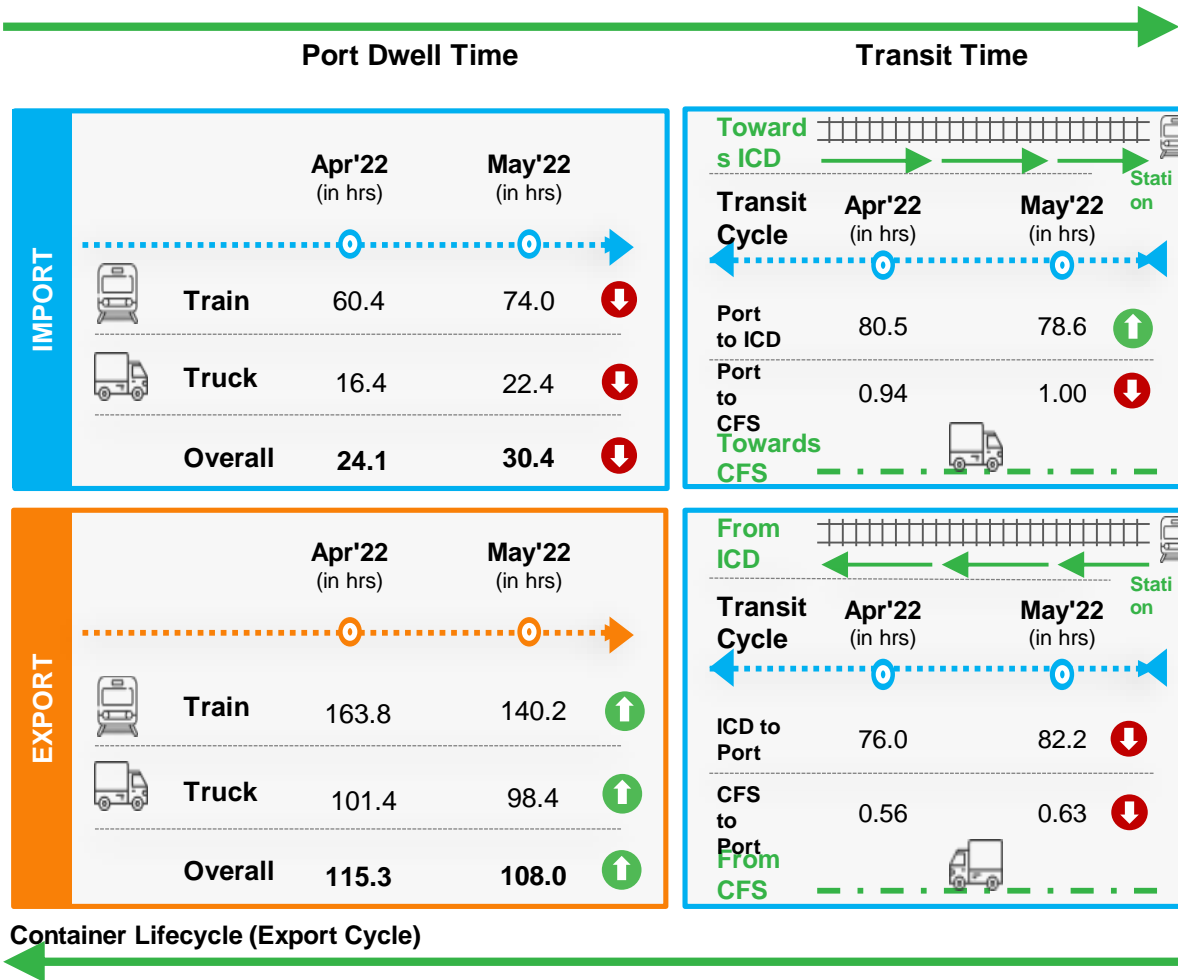 Port Dwell Time
Transit Time
IMPORT
Apr'22 May'22
(in hrs) (in hrs)
Train 60.4 74.0
Truck 16.4 22.4
Overall 24.1 30.4
Toward
s ICD
Stati
on
Transit
Cycle
Apr'22 May'22
(in hrs) (in hrs)
Port
to ICD
80.5 78.6
Port
to
CFS
0.94 1.00
Towards
CFS
EXPORT
Apr'22 May'22
(in hrs) (in hrs)
Train 163.8 140.2
Truck 101.4 98.4
Overall 115.3 108.0
From
ICD
Stati
on
Transit
Cycle
Apr'22 May'22
(in hrs) (in hrs)
ICD to
Port
76.0 82.2
CFS
to
Port
0.56 0.63
From
CFS
Container Lifecycle (Export Cycle)